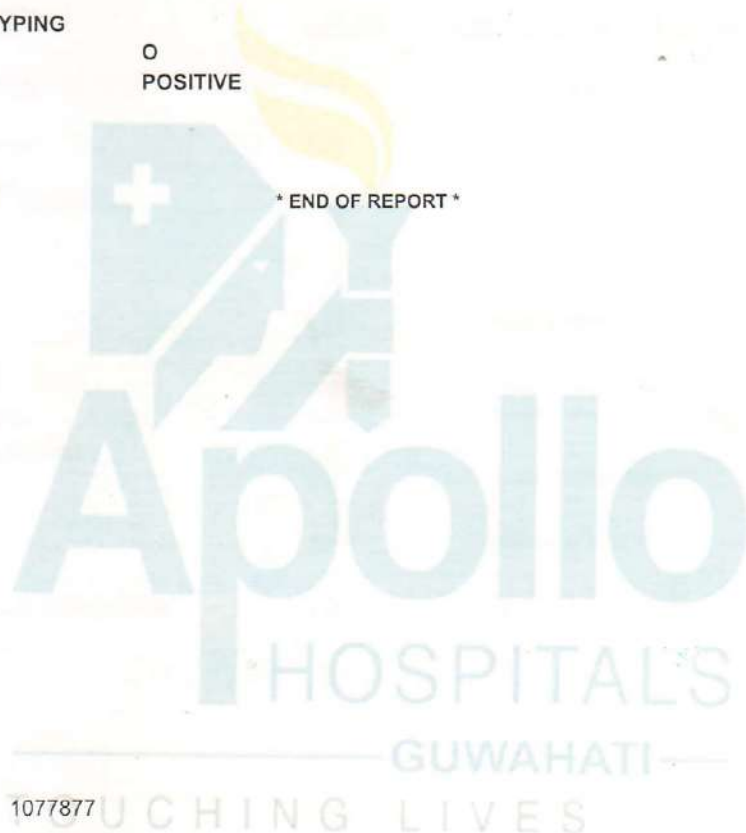 YPING
O
POSITIVE
* END OF REPORT *
Apollo
HOSPITALS
GUWAHATI
1077877
TOUCHING LIVES